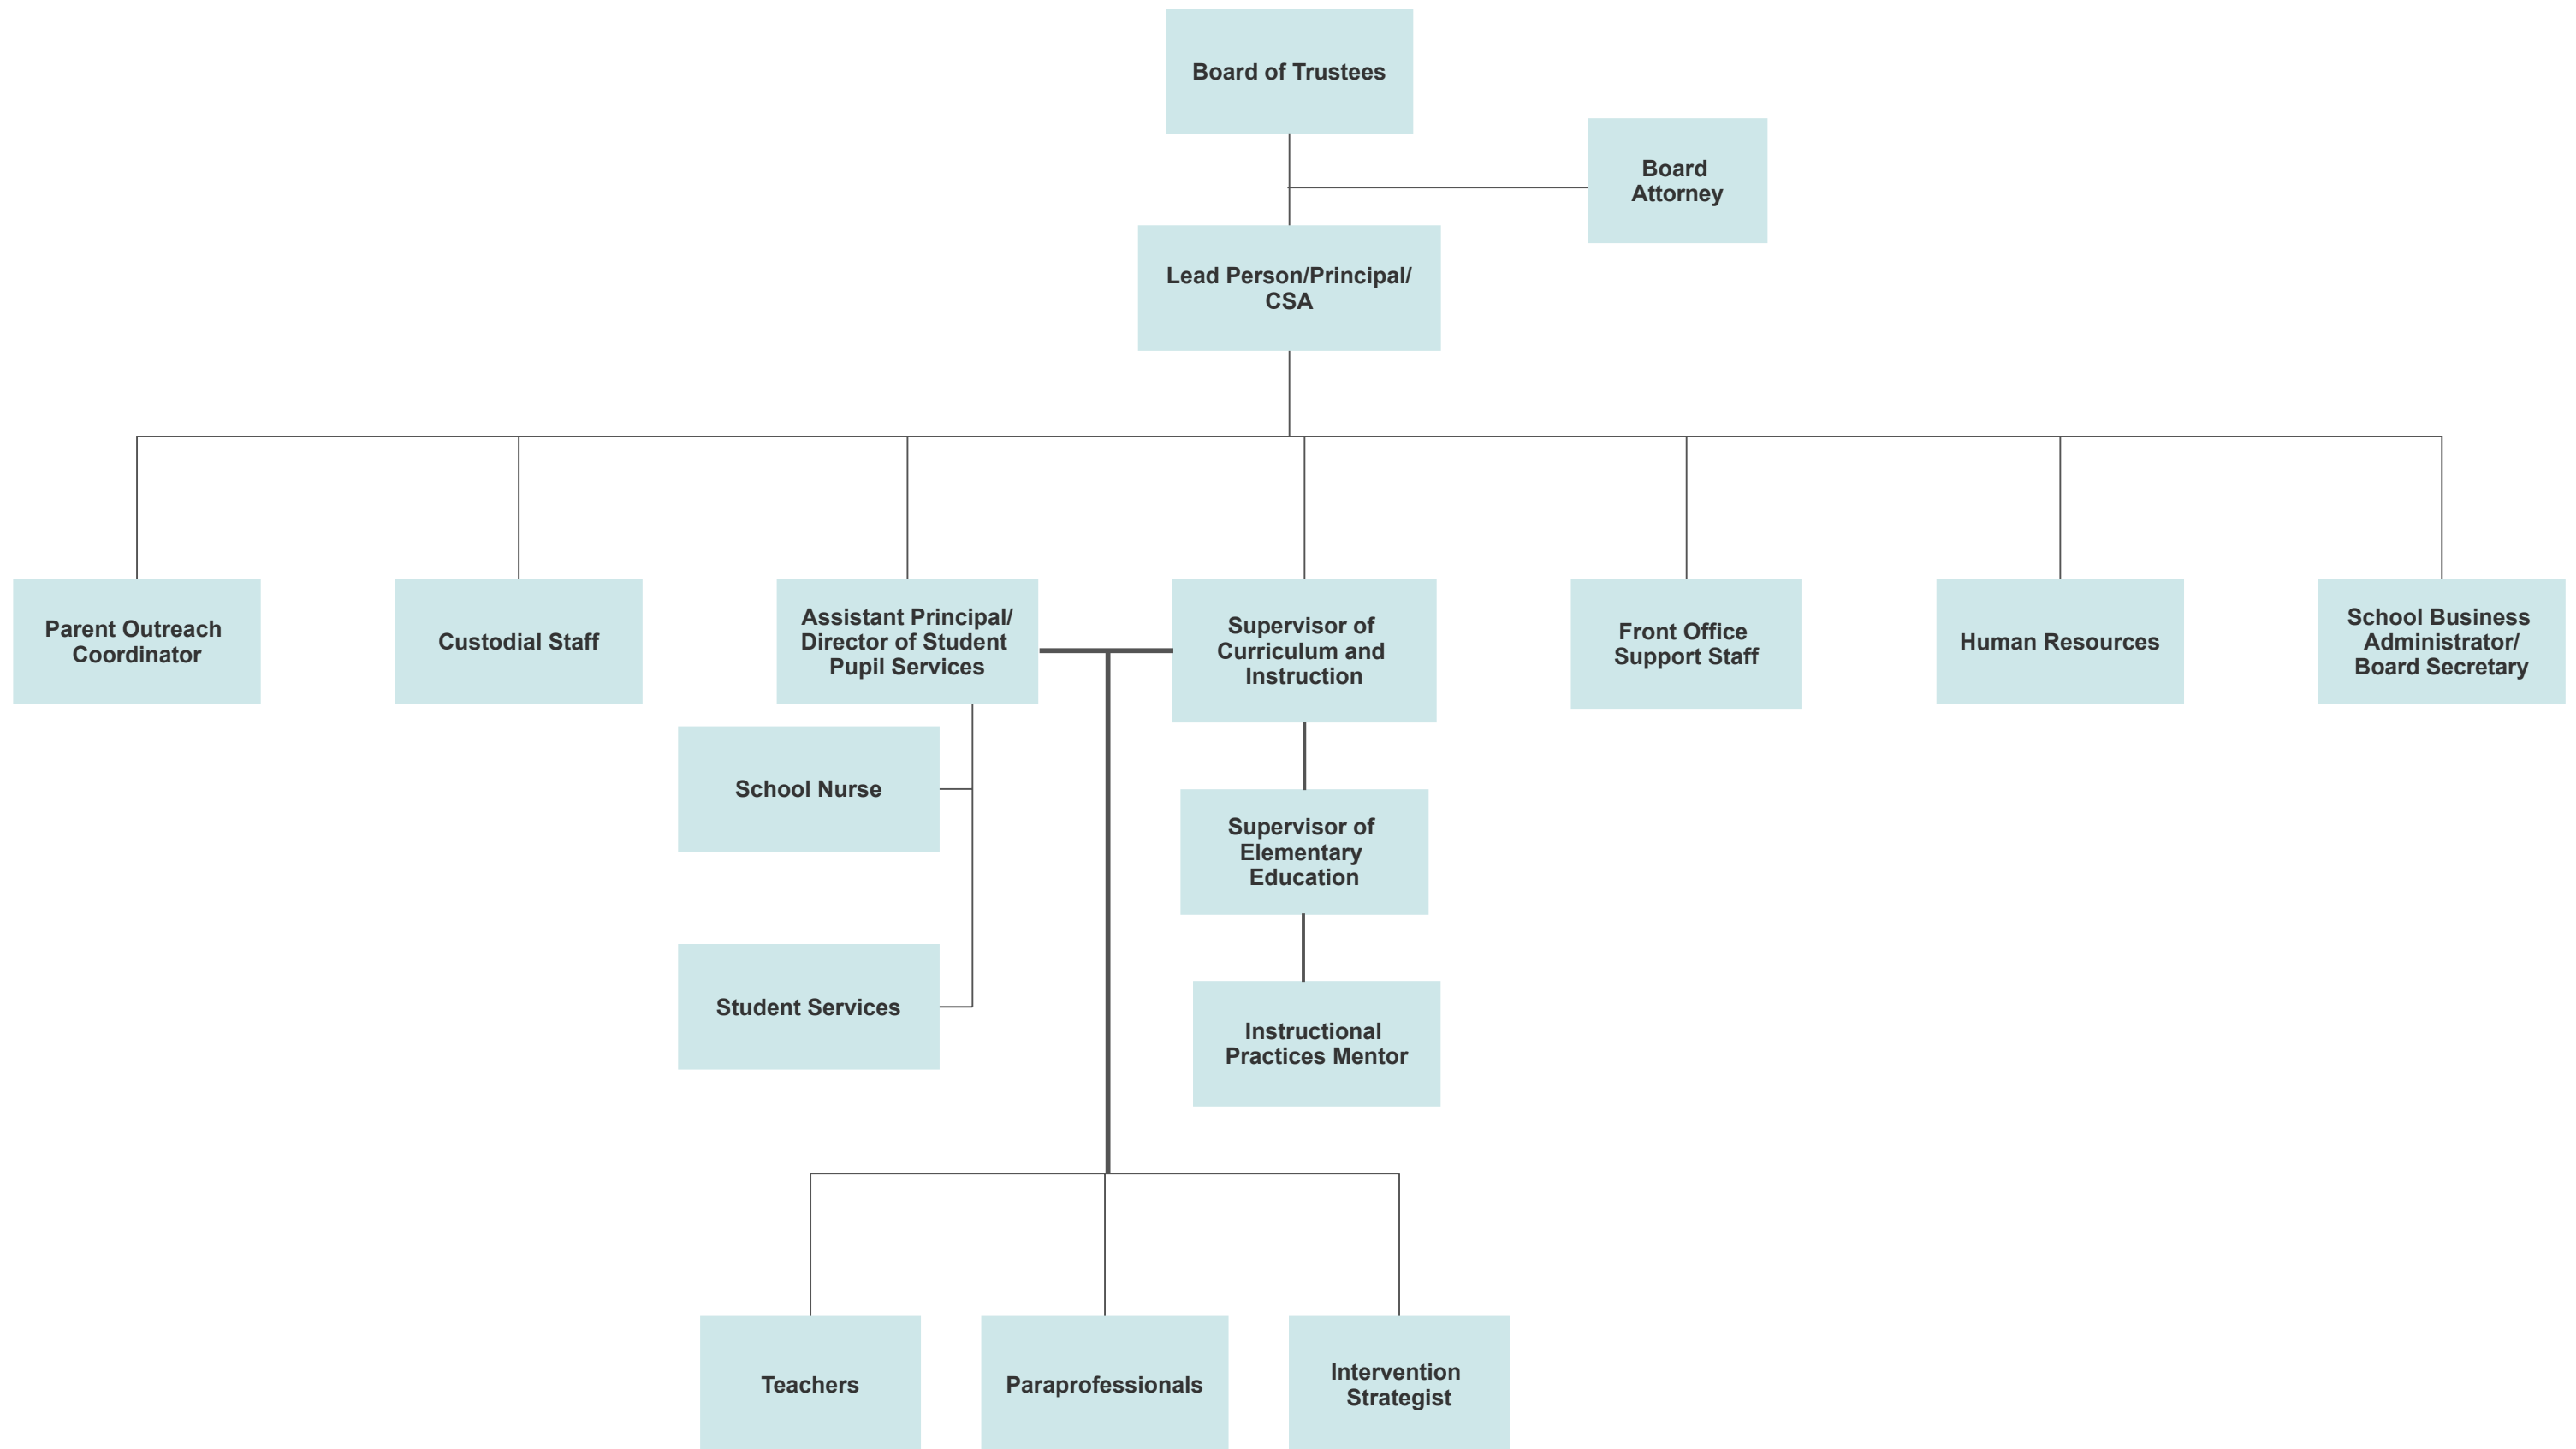 Board of Trustees
Board
Attorney
Lead Person/Principal/
CSA
Parent Outreach
Coordinator
Custodial Staff
Assistant Principal/
Director of Student
Pupil Services
Supervisor of
Curriculum and
Instruction
Front Office
Support Staff
Human Resources
School Business
Administrator/
Board Secretary
School Nurse
Supervisor of
Elementary
Education
Student Services
Instructional
Practices Mentor
Teachers
Paraprofessionals
Intervention
Strategist